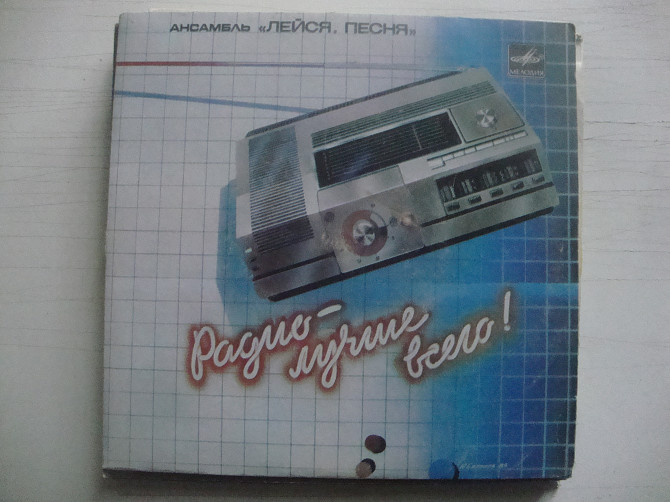 АНСАМБЛЬ «ЛЕЙСЯ, ПЕСНЯ»
МЕЛОДИЯ
Радио-
лучше
всего!